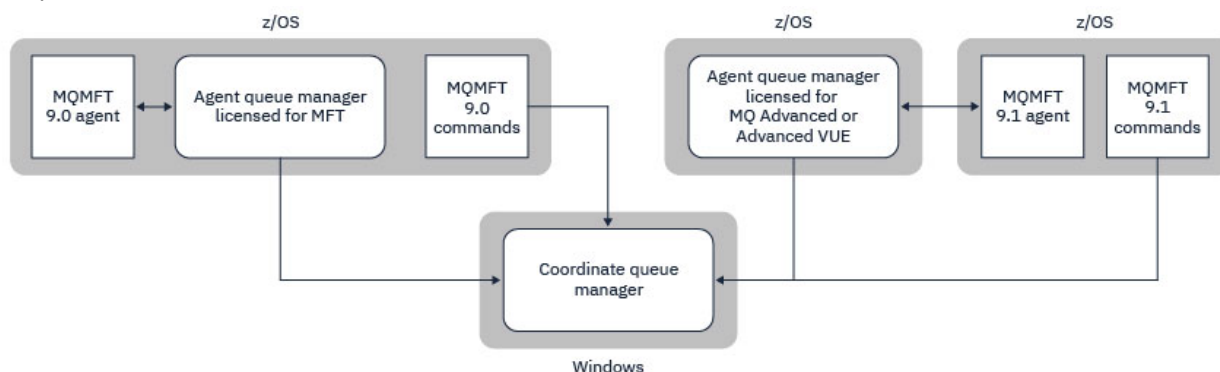 z/OS
MQMFT
9.0 agent
Agent queue manager
licensed for MFT
MQMFT
9.0
commands
z/OS
Agent queue manager
licensed for
MQ Advanced or
Advanced VUE
z/OS
MQMFT
9.1 agent
MQMFT
9.1
commands
Coordinate queue
manager
Windows